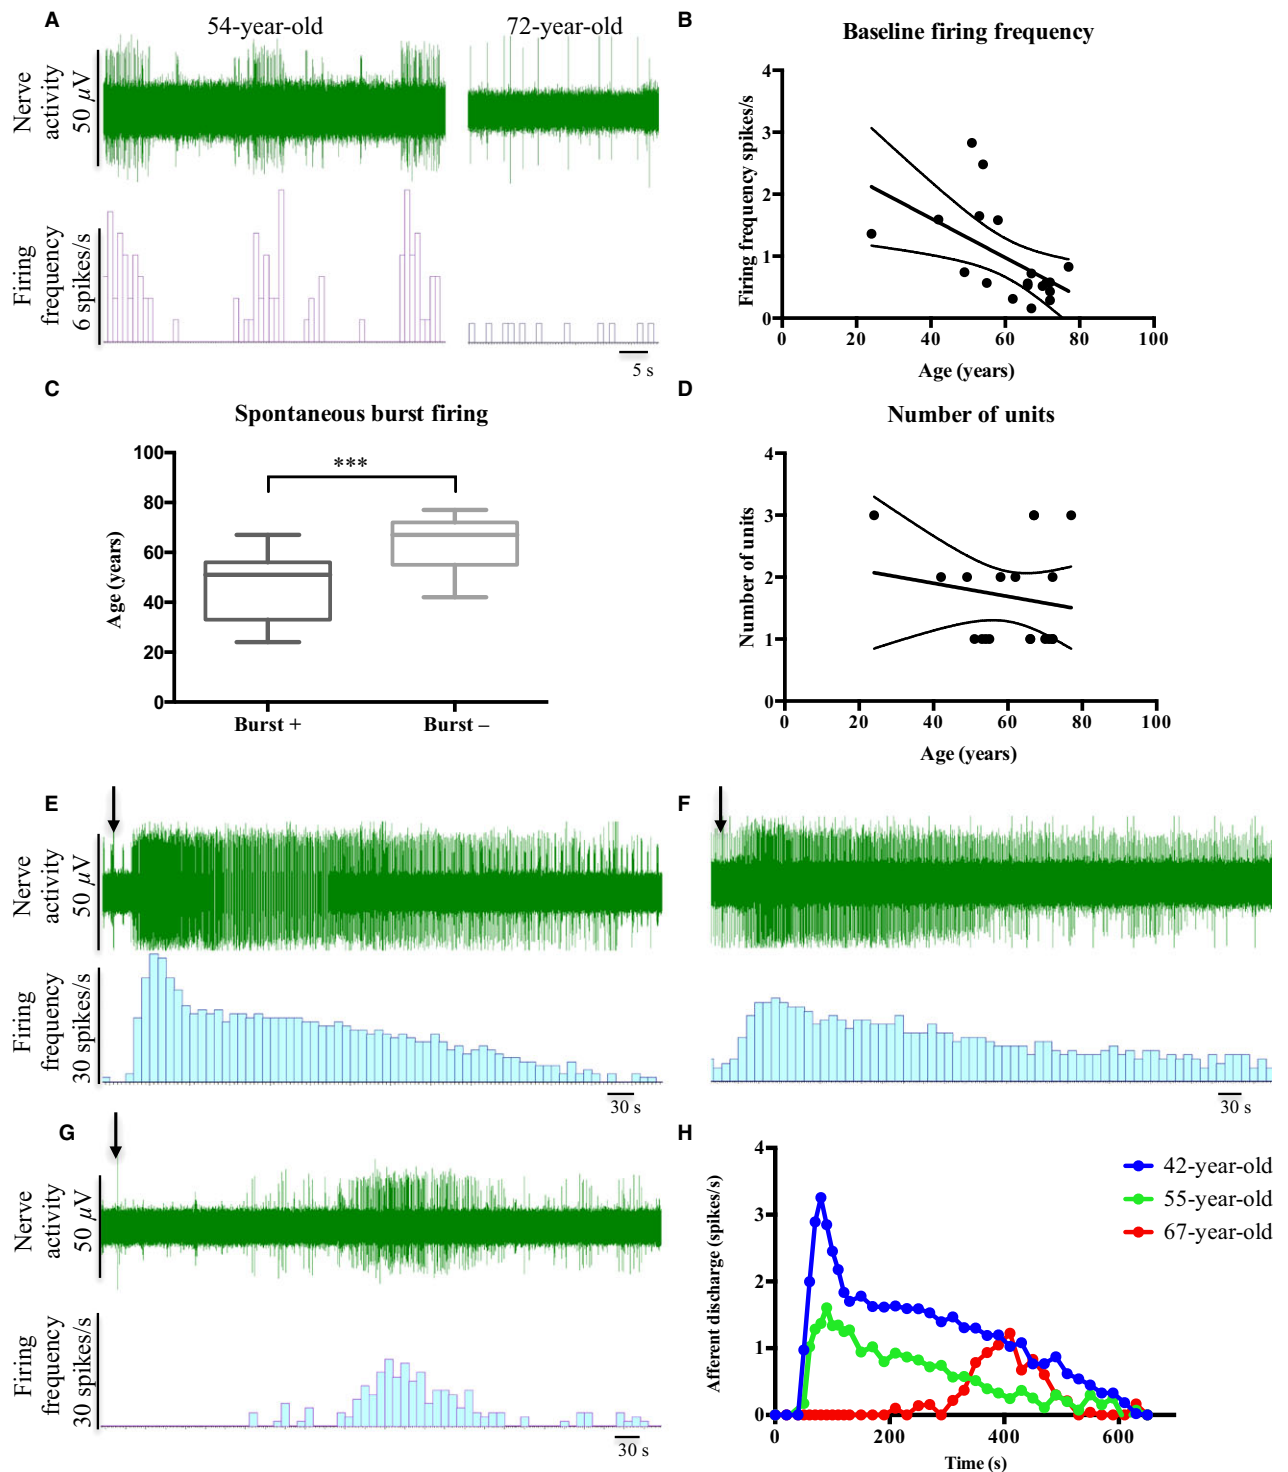 A
54-year-old
72-year-old
Nerve
activity
50 μV
Firing
frequency
6 spikes/s
5 s
B
Baseline firing frequency
Firing frequency spikes/s
4
3
2
1
0
0 20 40 60 80 100
Age (years)
C
Spontaneous burst firing
***
Age (years)
100
80
60
40
20
0
Burst +
Burst –
D
Number of units
Number of units
4
3
2
1
0
0 20 40 60 80 100
Age (years)
E
Nerve
activity
50 μV
Firing
frequency
30 spikes/s
30 s
F
30 s
G
Nerve
activity
50 μV
Firing
frequency
30 spikes/s
30 s
H
Afferent discharge (spikes/s)
4
3
2
1
0
0 200 400 600
Time (s)
42-year-old
55-year-old
67-year-old